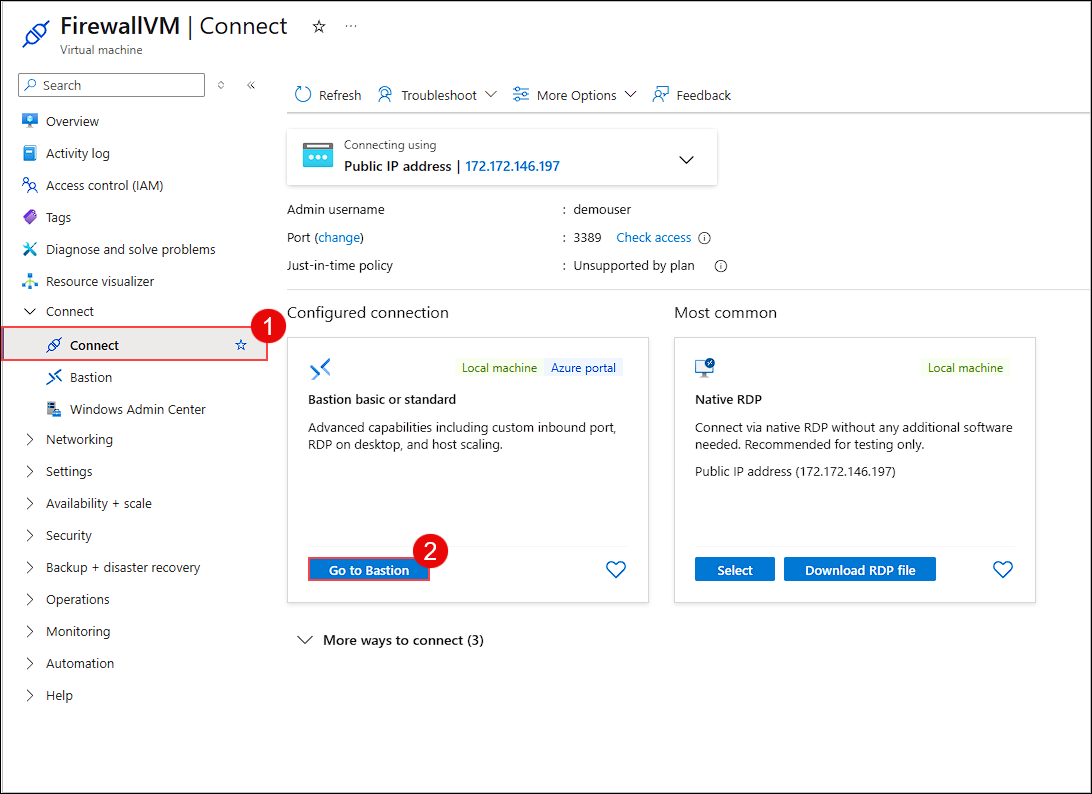 FirewallVM | Connect
Virtual machine
Search
Overview
Activity log
Access control (IAM)
Tags
Diagnose and solve problems
Resource visualizer
Connect
Connect
1
Bastion
Windows Admin Center
Networking
Settings
Availability + scale
Security
Backup + disaster recovery
Operations
Monitoring
Automation
Help
Refresh Troubleshoot More Options Feedback
Connecting using
Public IP address | 172.172.146.197
Admin username : demouser
Port (change) : 3389 Check access
Just-in-time policy : Unsupported by plan
Configured connection
Local machine Azure portal
Bastion basic or standard
Advanced capabilities including custom inbound port,
RDP on desktop, and host scaling.
2
Go to Bastion
Most common
Local machine
Native RDP
Connect via native RDP without any additional software
needed. Recommended for testing only.
Public IP address (172.172.146.197)
Select Download RDP file
More ways to connect (3)